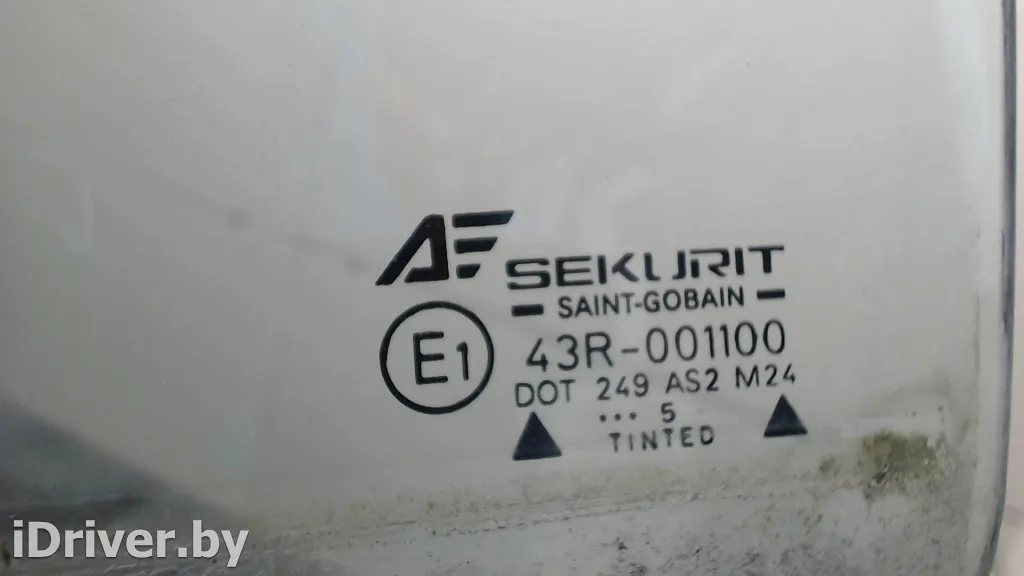 AF SEKURIT
SAINT-GOBAIN
E1 43R-001100
DOT 249 AS2 M24
... 5
TINTED
iDriver.by